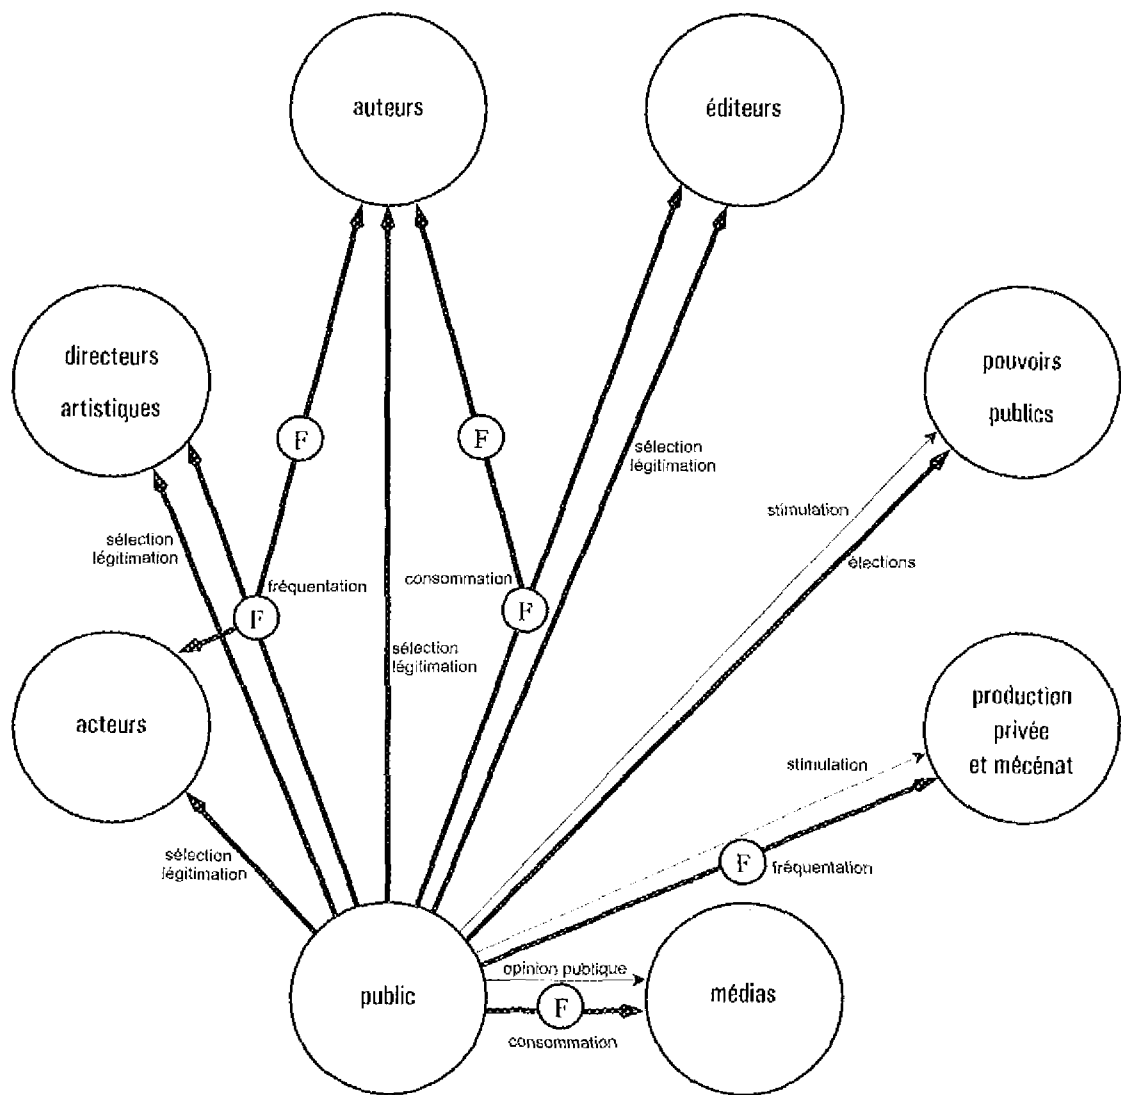 auteurs
éditeurs
directeurs
artistiques
pouvoirs
publics
F
F
sélection
légitimation
stimulation
sélection
légitimation
élections
fréquentation
consommation
F
F
sélection
légitimation
acteurs
production
privée
et mécénat
stimulation
sélection
légitimation
F
fréquentation
opinion publique
public
F
médias
consommation